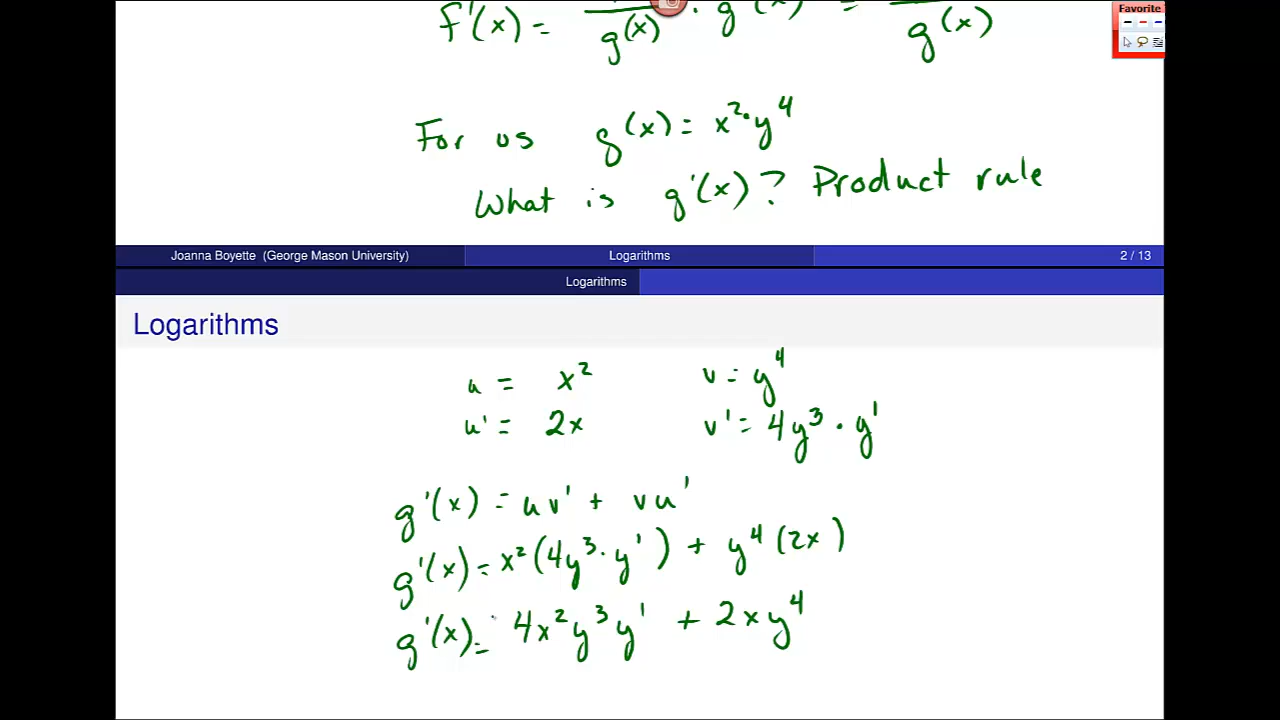 Favorite
f'(x) = g(x) · g'(x) = g(x)
For us g(x) = x²·y⁴
What is g'(x)? Product rule
Joanna Boyette (George Mason University) Logarithms 2 / 13
Logarithms
Logarithms
u = x² v = y⁴
u' = 2x v' = 4y³ · y'
g'(x) = uv' + vu'
g'(x) = x²(4y³·y') + y⁴(2x)
g'(x) = 4x²y³y' + 2xy⁴